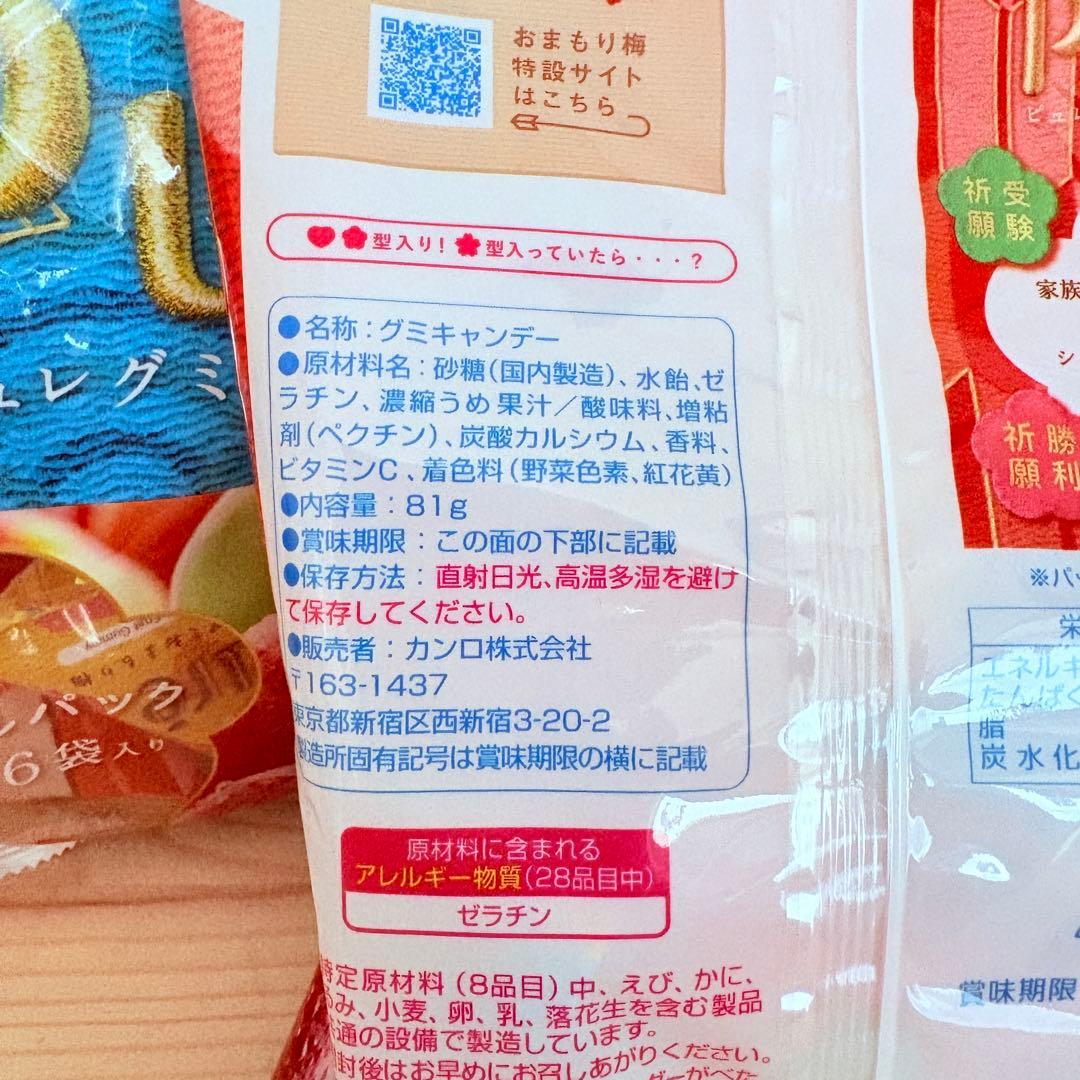 おまもり梅
特設サイト
はこちら
型入り! 型入っていたら・・・?
●名称:グミキャンデー
●原材料名:砂糖(国内製造)、水飴、ゼ
ラチン、濃縮うめ果汁/酸味料、増粘
剤(ペクチン)、炭酸カルシウム、香料、
ビタミンC、着色料(野菜色素、紅花黄)
●内容量:81g
●賞味期限:この面の下部に記載
●保存方法:直射日光、高温多湿を避け
て保存してください。
●販売者:カンロ株式会社
〒163-1437
東京都新宿区西新宿3-20-2
製造所固有記号は賞味期限の横に記載
原材料に含まれる
アレルギー物質(28品目中)
ゼラチン
特定原材料(8品目)中、えび、かに、
るみ、小麦、卵、乳、落花生を含む製品
共通の設備で製造しています。
封後はお早めにお召しあがりください。
ュレグミ
パック
6袋入り
受験
祈願
家族
シ
勝利
祈願
※パッ
栄
エネルギ
たんぱく
脂
炭水化
賞味期限